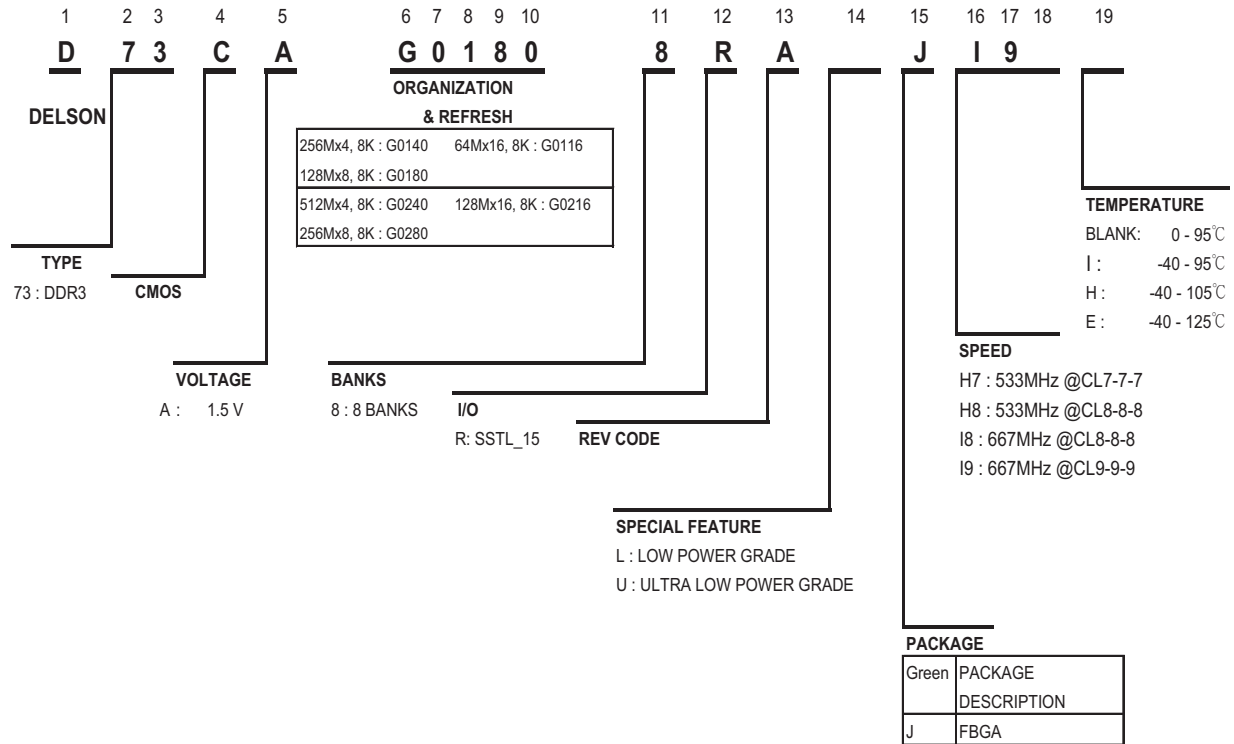 1 2 3 4 5 6 7 8 9 10 11 12 13 14 15 16 17 18 19
D 7 3 C A G 0 1 8 0 8 R A J I 9
DELSON
ORGANIZATION
& REFRESH
256Mx4, 8K : G0140 64Mx16, 8K : G0116
128Mx8, 8K : G0180
512Mx4, 8K : G0240 128Mx16, 8K : G0216
256Mx8, 8K : G0280
TYPE
73 : DDR3
CMOS
VOLTAGE
A : 1.5 V
BANKS
8 : 8 BANKS
I/O
R: SSTL_15
REV CODE
SPECIAL FEATURE
L : LOW POWER GRADE
U : ULTRA LOW POWER GRADE
TEMPERATURE
BLANK: 0 - 95℃
I : -40 - 95℃
H : -40 - 105℃
E : -40 - 125℃
SPEED
H7 : 533MHz @CL7-7-7
H8 : 533MHz @CL8-8-8
I8 : 667MHz @CL8-8-8
I9 : 667MHz @CL9-9-9
PACKAGE
Green PACKAGE
DESCRIPTION
J FBGA